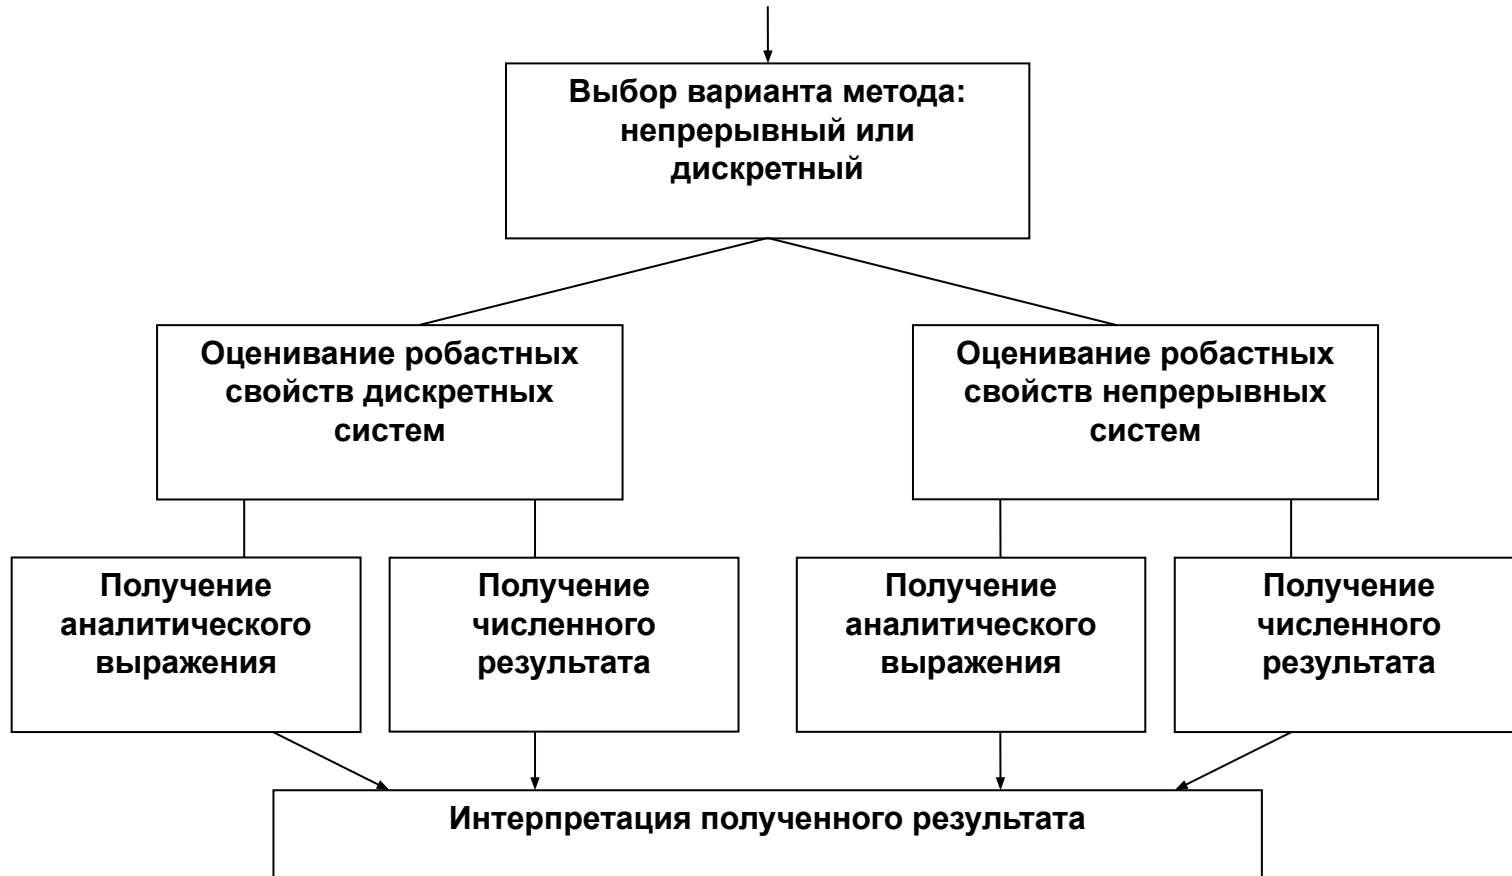 Выбор варианта метода:
непрерывный или
дискретный
Оценивание робастных
свойств дискретных
систем
Оценивание робастных
свойств непрерывных
систем
Получение
аналитического
выражения
Получение
численного
результата
Получение
аналитического
выражения
Получение
численного
результата
Интерпретация полученного результата